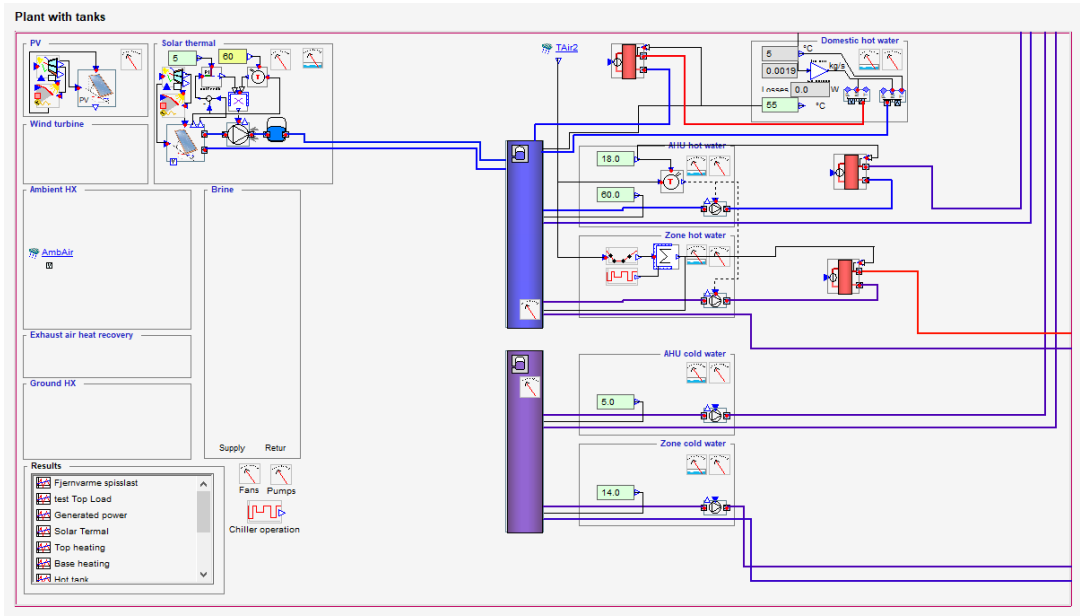 Plant with tanks
PV
PV
Solar thermal
5
60
PI
T
Wind turbine
Ambient HX
AmbAir
Exhaust air heat recovery
Ground HX
Brine
Supply Retur
Results
Fjernvarme spisslast
test Top Load
Generated power
Solar Termal
Top heating
Base heating
Hot tank
Fans Pumps
Chiller operation
TAir2
Domestic hot water
5 °C
0.0019 kg/s
Losses 0.0 W
55 °C
AHU hot water
18.0
T
60.0
Zone hot water
Σ
AHU cold water
5.0
Zone cold water
14.0